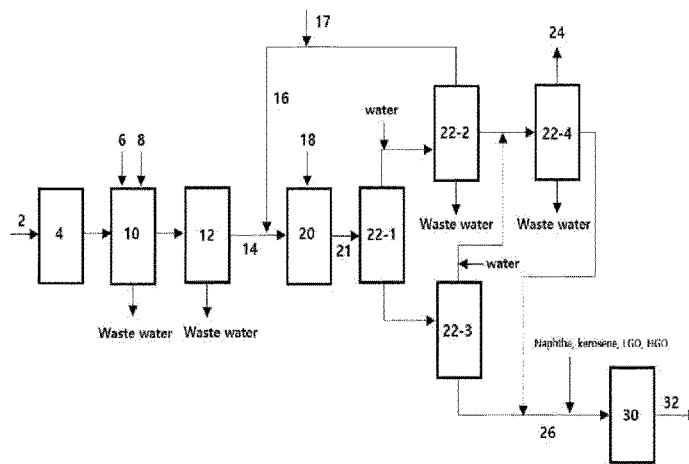 17
24
16
water
22-2
22-4
6 8
18
2
4
10
12
14
20
21
22-1
Waste water
Waste water
water
Waste water
Waste water
22-3
Naphtha, kerosene, LGO, HGO
26
30
32